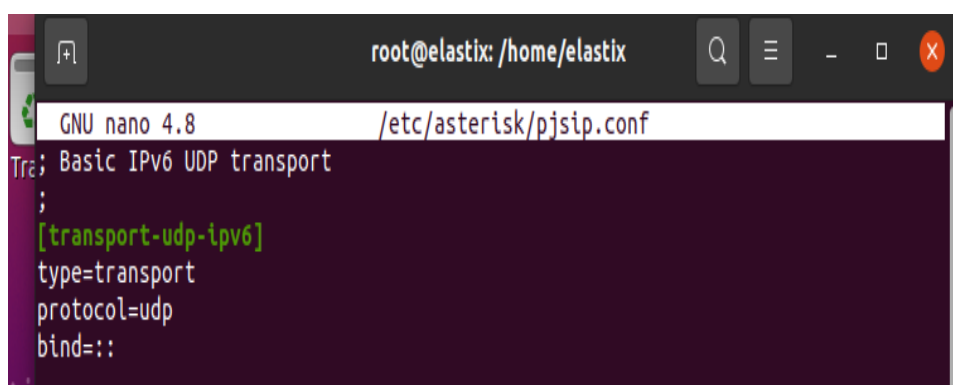 root@elastix: /home/elastix
GNU nano 4.8 /etc/asterisk/pjsip.conf
Tra
; Basic IPv6 UDP transport
;
[transport-udp-ipv6]
type=transport
protocol=udp
bind=::